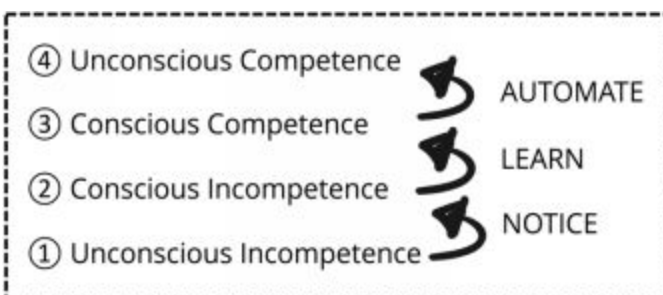 ④ Unconscious Competence
AUTOMATE
③ Conscious Competence
LEARN
② Conscious Incompetence
NOTICE
① Unconscious Incompetence